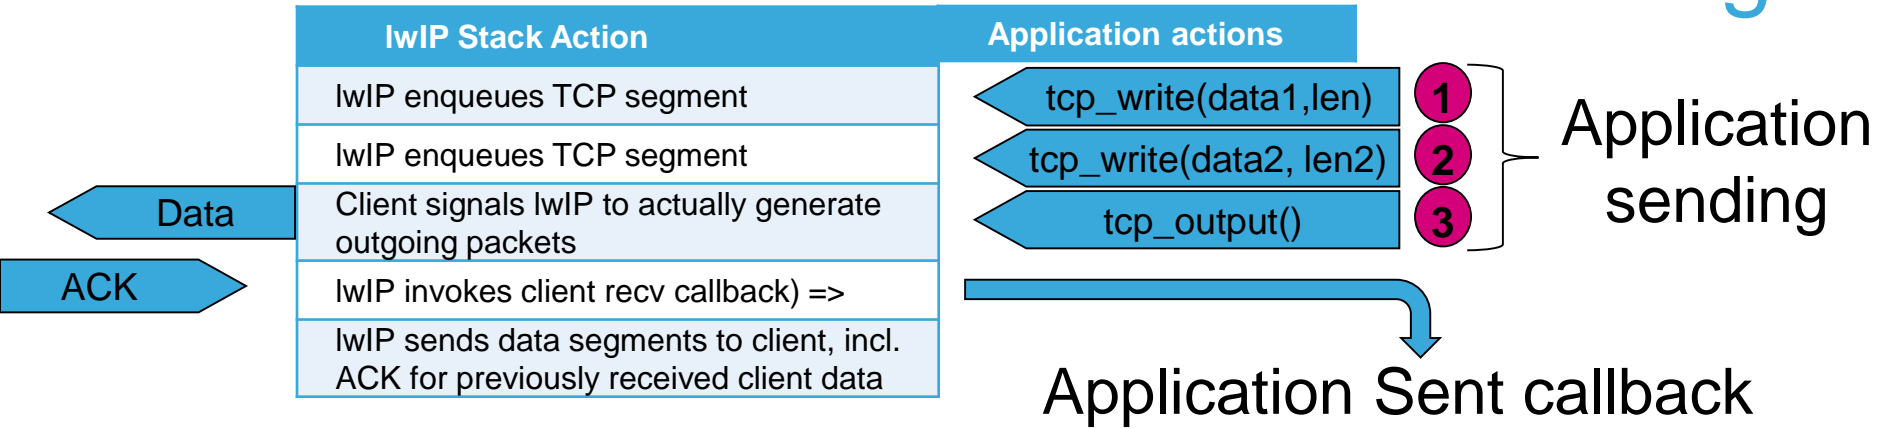 lwIP Stack Action
Application actions
lwIP enqueues TCP segment
tcp_write(data1,len)
1
lwIP enqueues TCP segment
tcp_write(data2, len2)
2
Application
sending
Data
Client signals lwIP to actually generate
outgoing packets
tcp_output()
3
ACK
lwIP invokes client recv callback) =>
lwIP sends data segments to client, incl.
ACK for previously received client data
Application Sent callback